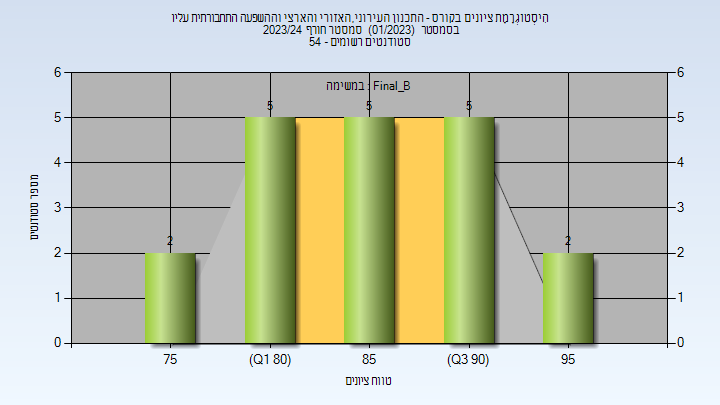 היסטוגרמת ציונים בקורס - התכנון העירוני,האזורי והארצי וההשפעה התחבורתית עליו
בסמסטר (01/2023) סמסטר חורף 2023/24
סטודנטים רשומים - 54
במשימה : Final_B
מספר סטודנטים
6
5
4
3
2
1
0
2
5
5
5
2
6
5
4
3
2
1
0
75
(Q1 80)
85
(Q3 90)
95
טווח ציונים